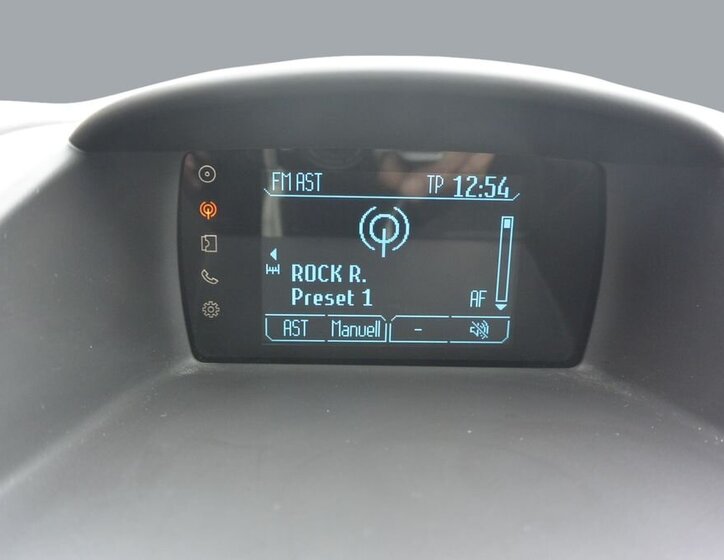 FM AST TP 12:54
ROCK R.
Preset 1 AF
AST Manuell -